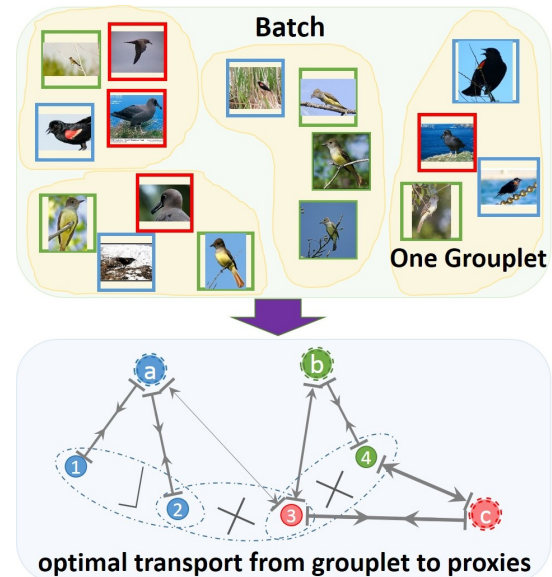 Batch
One Grouplet
a
b
1
2
3
4
c
optimal transport from grouplet to proxies